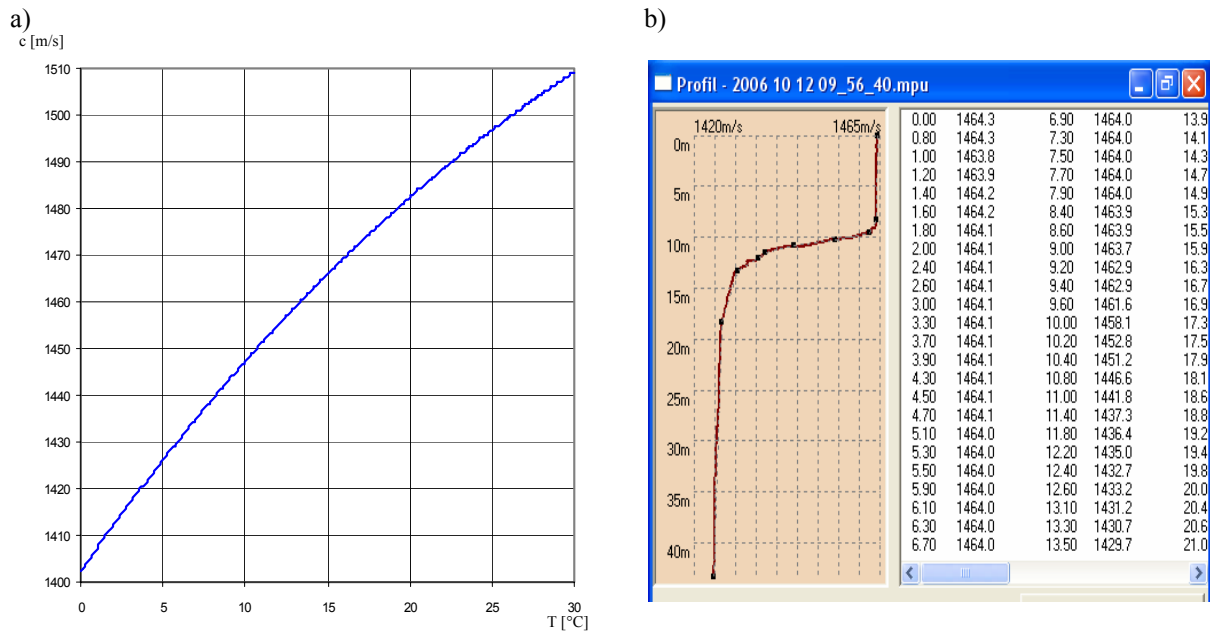 a)
c [m/s]
1510
1500
1490
1480
1470
1460
1450
1440
1430
1420
1410
1400
0 5 10 15 20 25 30
T [°C]
b)
Profil - 2006 10 12 09_56_40.mpu
1420m/s 1465m/s
0m
5m
10m
15m
20m
25m
30m
35m
40m
0.00 1464.3 6.90 1464.0 13.9
0.80 1464.3 7.30 1464.0 14.1
1.00 1463.8 7.50 1464.0 14.3
1.20 1463.9 7.70 1464.0 14.7
1.40 1464.2 7.90 1464.0 14.9
1.60 1464.2 8.40 1463.9 15.3
1.80 1464.1 8.60 1463.9 15.5
2.00 1464.1 9.00 1463.7 15.9
2.40 1464.1 9.20 1462.9 16.3
2.60 1464.1 9.40 1462.9 16.7
3.00 1464.1 9.60 1461.6 16.9
3.30 1464.1 10.00 1458.1 17.3
3.70 1464.1 10.20 1452.8 17.5
3.90 1464.1 10.40 1451.2 17.9
4.30 1464.1 10.80 1446.6 18.1
4.50 1464.1 11.00 1441.8 18.6
4.70 1464.1 11.40 1437.3 18.8
5.10 1464.0 11.80 1436.4 19.2
5.30 1464.0 12.20 1435.0 19.4
5.50 1464.0 12.40 1432.7 19.8
5.90 1464.0 12.60 1433.2 20.0
6.10 1464.0 13.10 1431.2 20.4
6.30 1464.0 13.30 1430.7 20.6
6.70 1464.0 13.50 1429.7 21.0